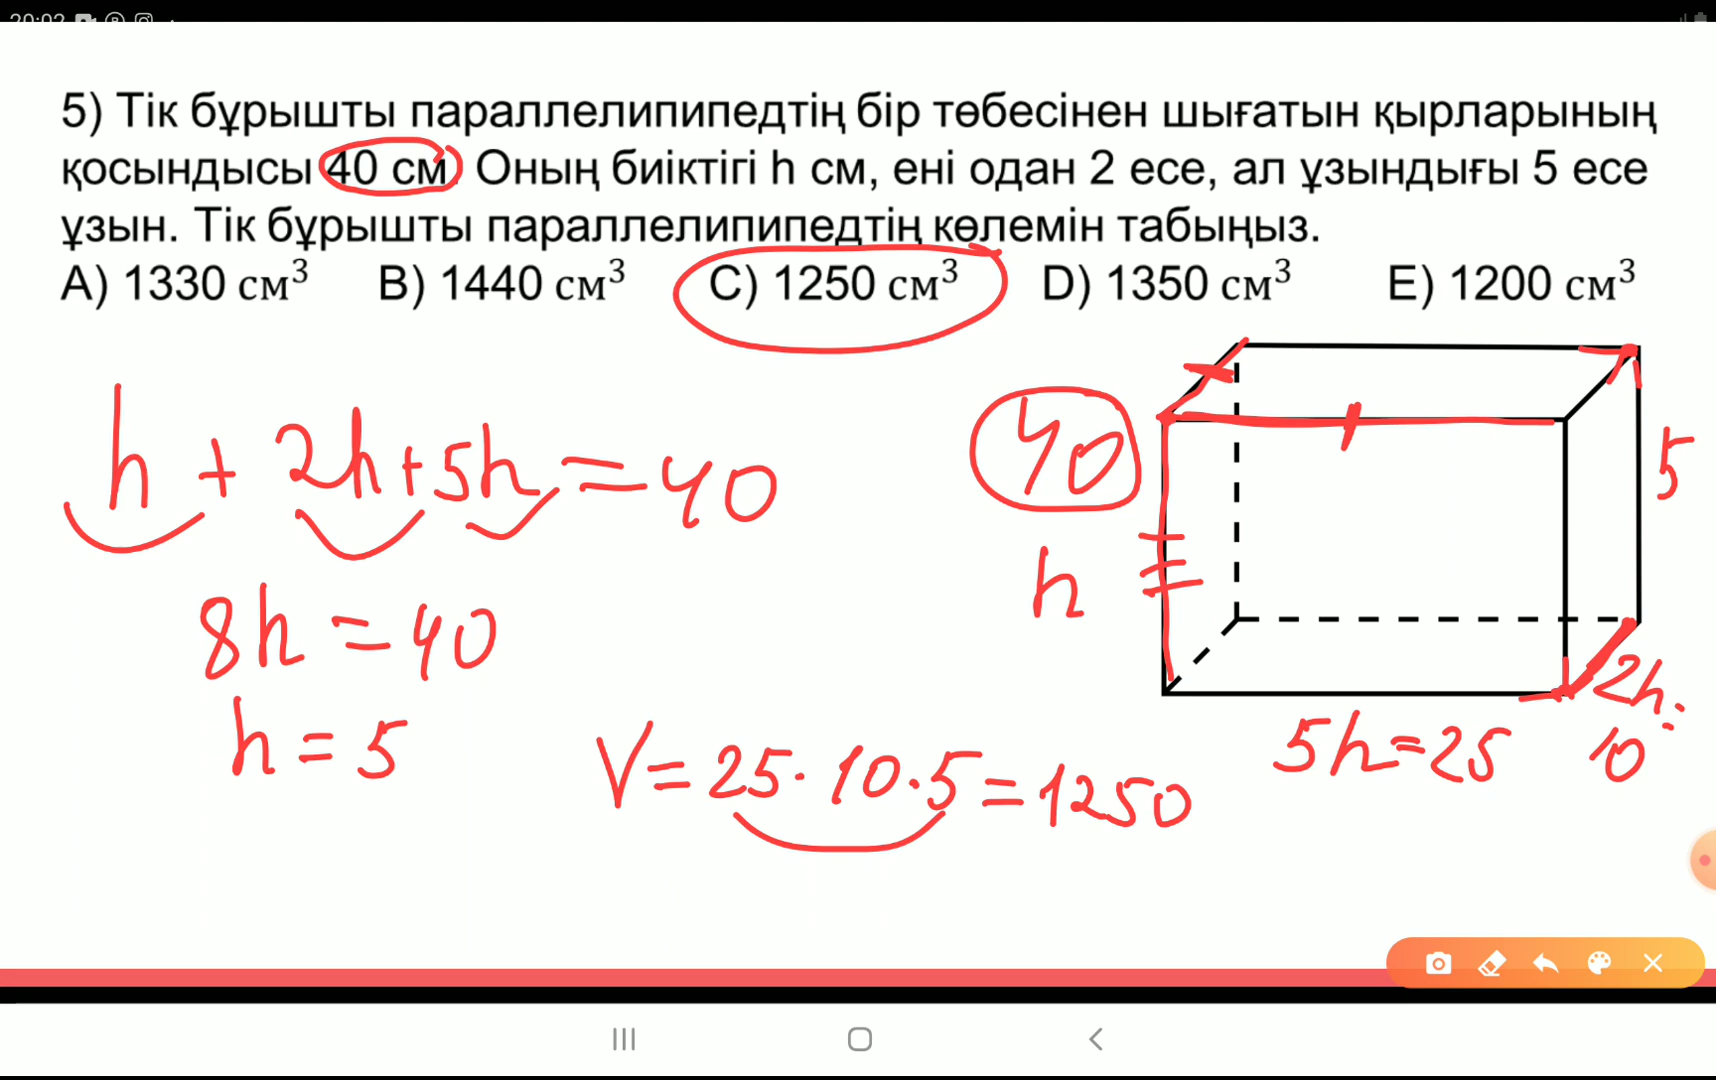 20:02
5) Тік бұрышты параллелипипедтің бір төбесінен шығатын қырларының
қосындысы 40 см. Оның биіктігі h см, ені одан 2 есе, ал ұзындығы 5 есе
ұзын. Тік бұрышты параллелипипедтің көлемін табыңыз.
A) 1330 см³ B) 1440 см³ C) 1250 см³ D) 1350 см³ E) 1200 см³
h + 2h + 5h = 40
40
5
8h = 40
h
2h =
h = 5
5h = 25
10
V = 25 · 10 · 5 = 1250